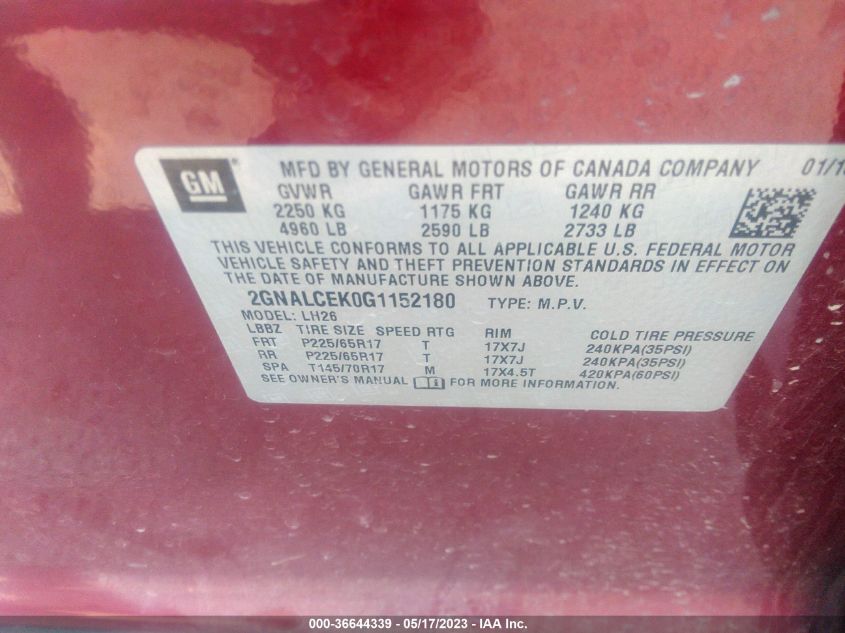 GM
MFD BY GENERAL MOTORS OF CANADA COMPANY
GVWR GAWR FRT GAWR RR
2250 KG 1175 KG 1240 KG
4960 LB 2590 LB 2733 LB
THIS VEHICLE CONFORMS TO ALL APPLICABLE U.S. FEDERAL MOTOR
VEHICLE SAFETY AND THEFT PREVENTION STANDARDS IN EFFECT ON
THE DATE OF MANUFACTURE SHOWN ABOVE.
2GNALCEK0G1152180 TYPE: M.P.V.
MODEL: LH26
LBBZ TIRE SIZE SPEED RTG RIM COLD TIRE PRESSURE
FRT P225/65R17 T 17X7J 240KPA(35PSI)
RR P225/65R17 T 17X7J 240KPA(35PSI)
SPA T145/70R17 M 17X4.5T 420KPA(60PSI)
SEE OWNER'S MANUAL FOR MORE INFORMATION.
000-36644339 - 05/17/2023 - IAA Inc.